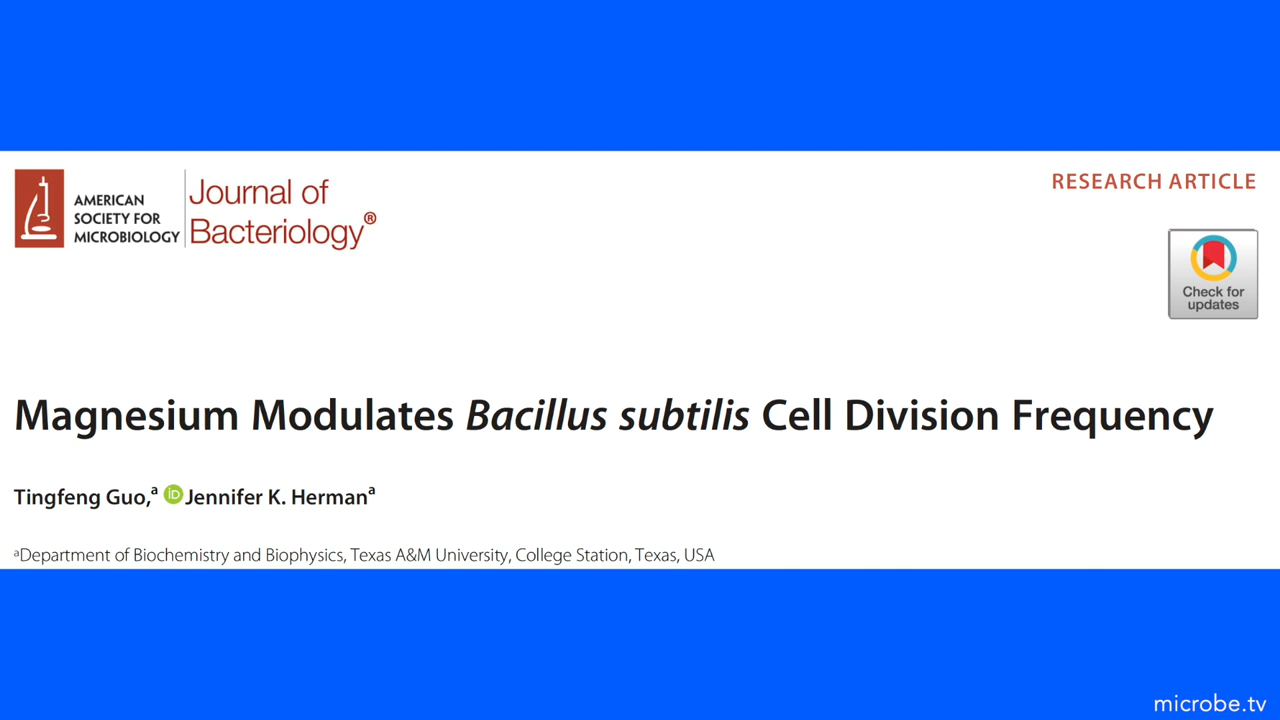 AMERICAN
SOCIETY FOR
MICROBIOLOGY
Journal of
Bacteriology®
RESEARCH ARTICLE
Check for
updates
Magnesium Modulates Bacillus subtilis Cell Division Frequency
Tingfeng Guo,ª iD Jennifer K. Hermanª
ªDepartment of Biochemistry and Biophysics, Texas A&M University, College Station, Texas, USA
microbe.tv